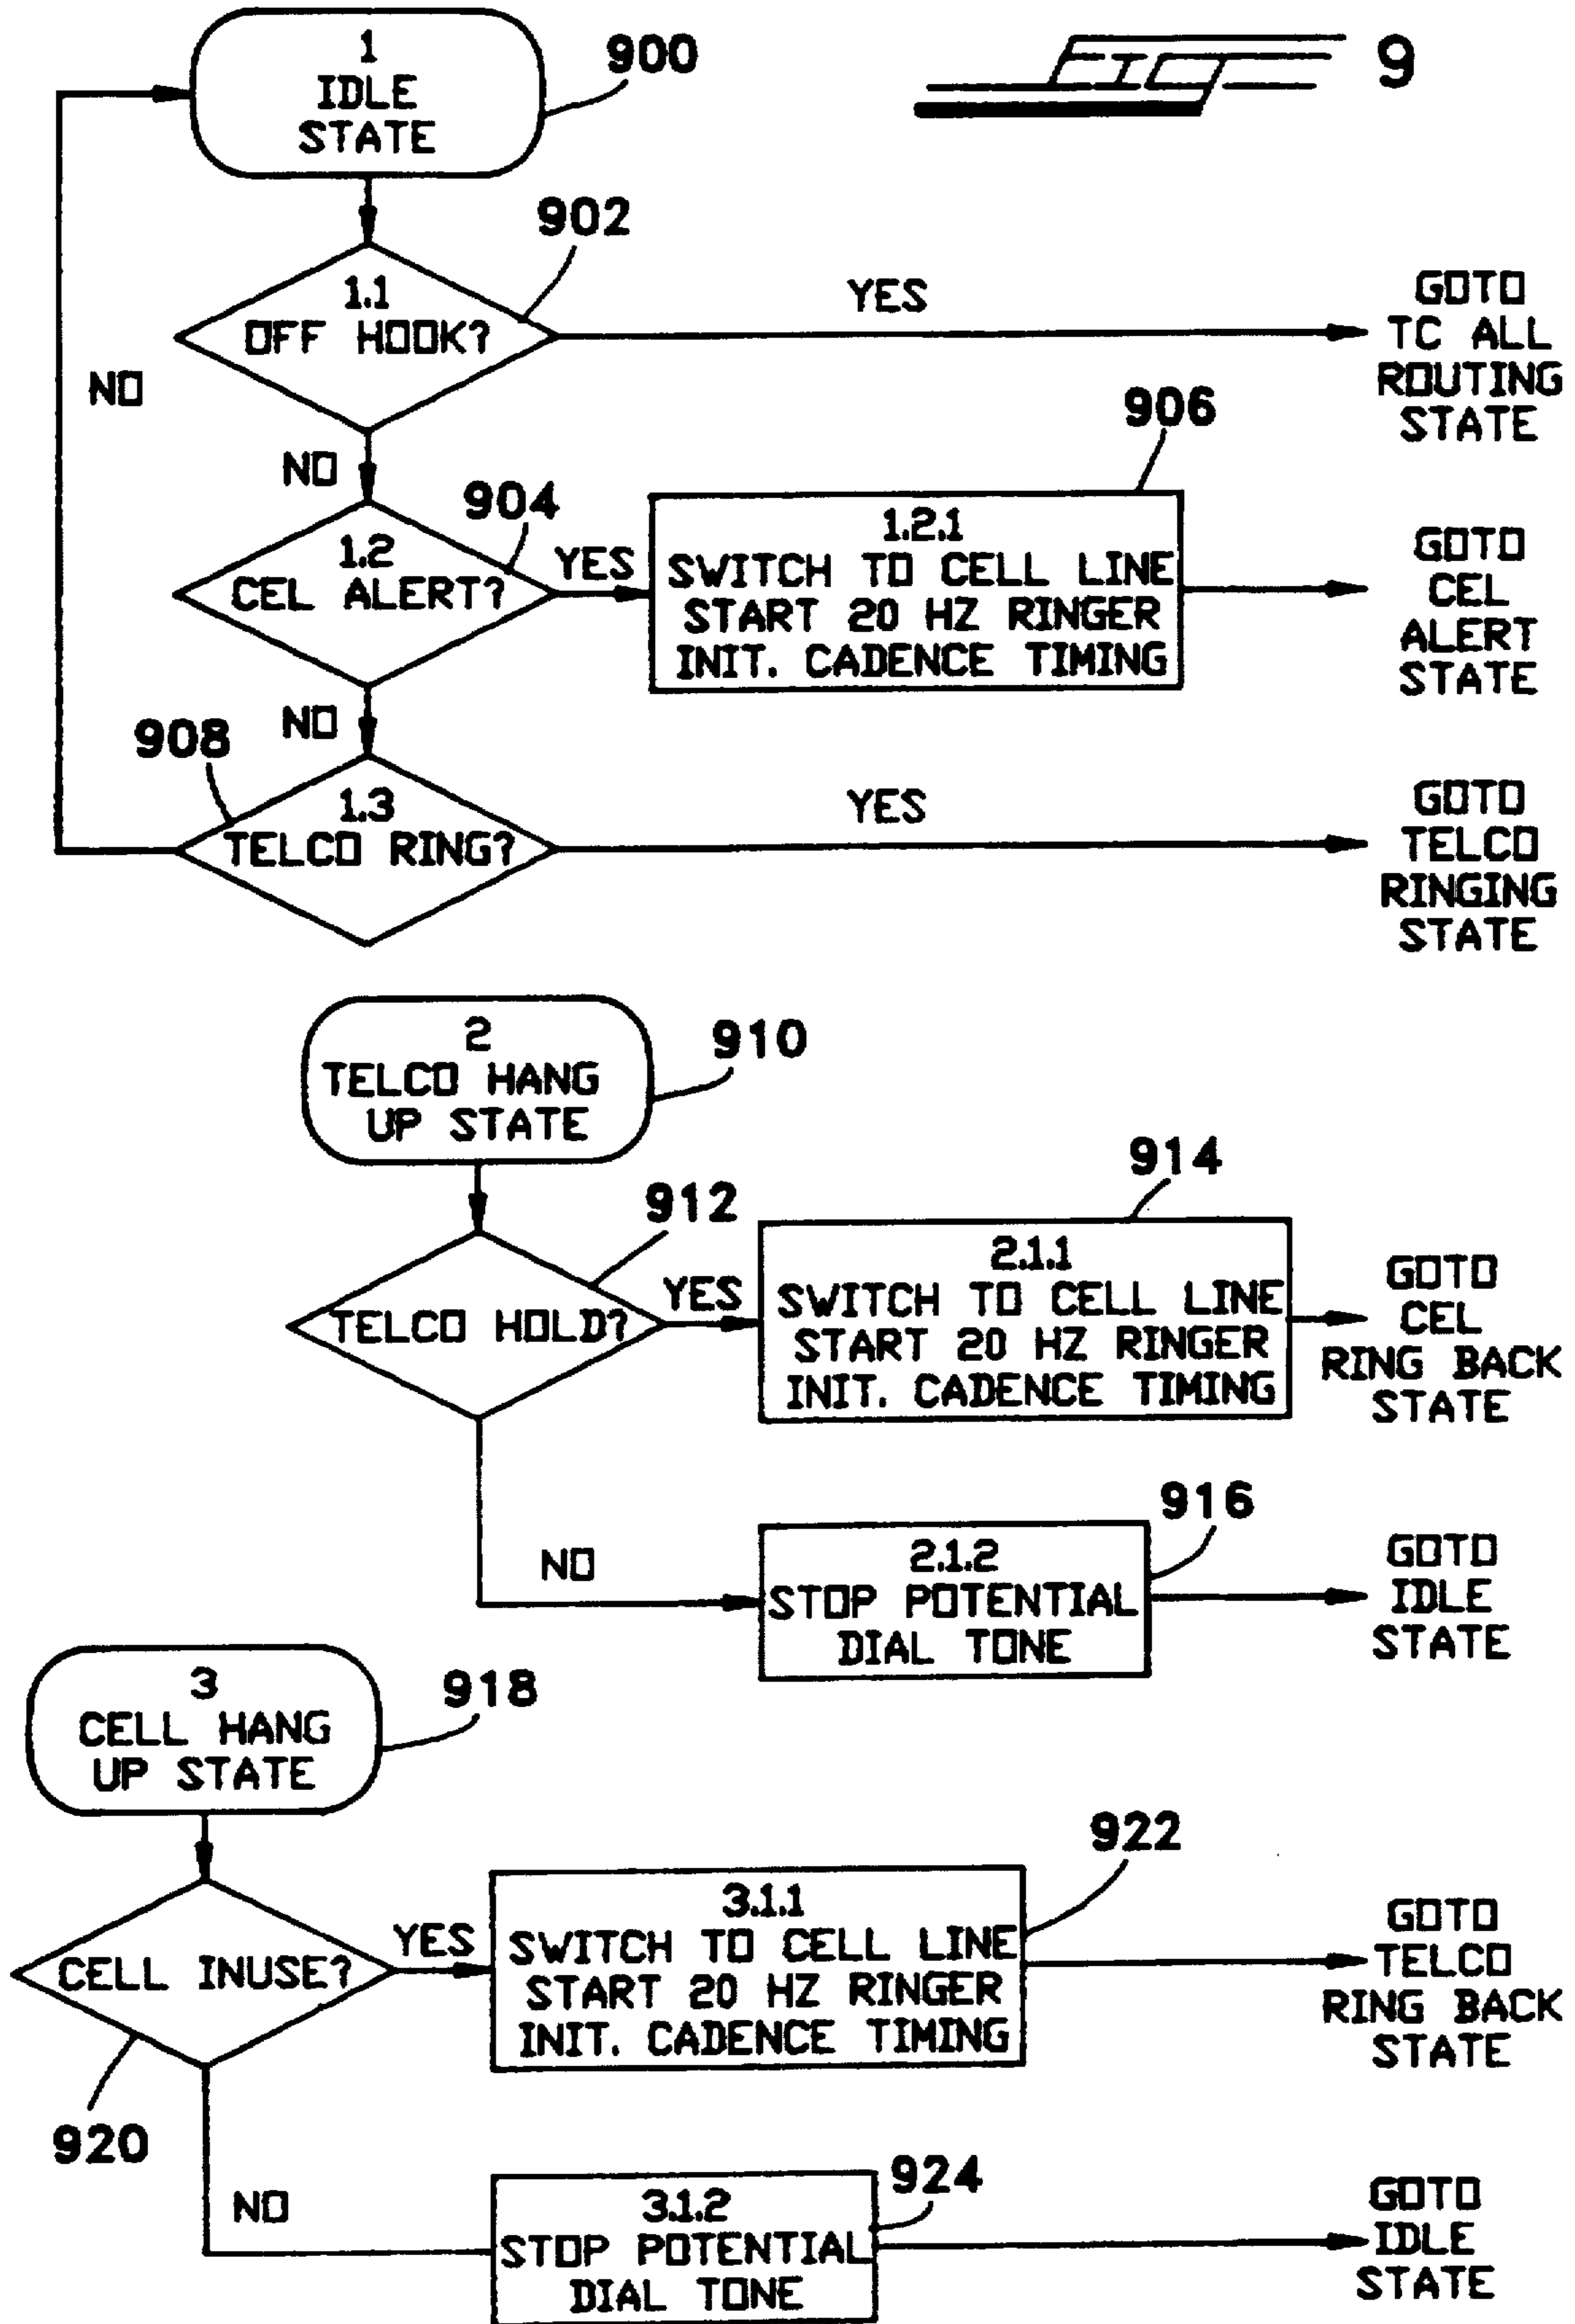 FIG 9
1
IDLE
STATE
900
902
1.1
OFF HOOK?
YES
GOTO
TC ALL
ROUTING
STATE
NO
NO
904
1.2
CEL ALERT?
YES
906
1.2.1
SWITCH TO CELL LINE
START 20 HZ RINGER
INIT. CADENCE TIMING
GOTO
CEL
ALERT
STATE
NO
908
1.3
TELCO RING?
YES
GOTO
TELCO
RINGING
STATE
2
TELCO HANG
UP STATE
910
912
TELCO HOLD?
YES
914
2.1.1
SWITCH TO CELL LINE
START 20 HZ RINGER
INIT. CADENCE TIMING
GOTO
CEL
RING BACK
STATE
NO
916
2.1.2
STOP POTENTIAL
DIAL TONE
GOTO
IDLE
STATE
3
CELL HANG
UP STATE
918
CELL INUSE?
920
YES
922
3.1.1
SWITCH TO CELL LINE
START 20 HZ RINGER
INIT. CADENCE TIMING
GOTO
TELCO
RING BACK
STATE
NO
924
3.1.2
STOP POTENTIAL
DIAL TONE
GOTO
IDLE
STATE